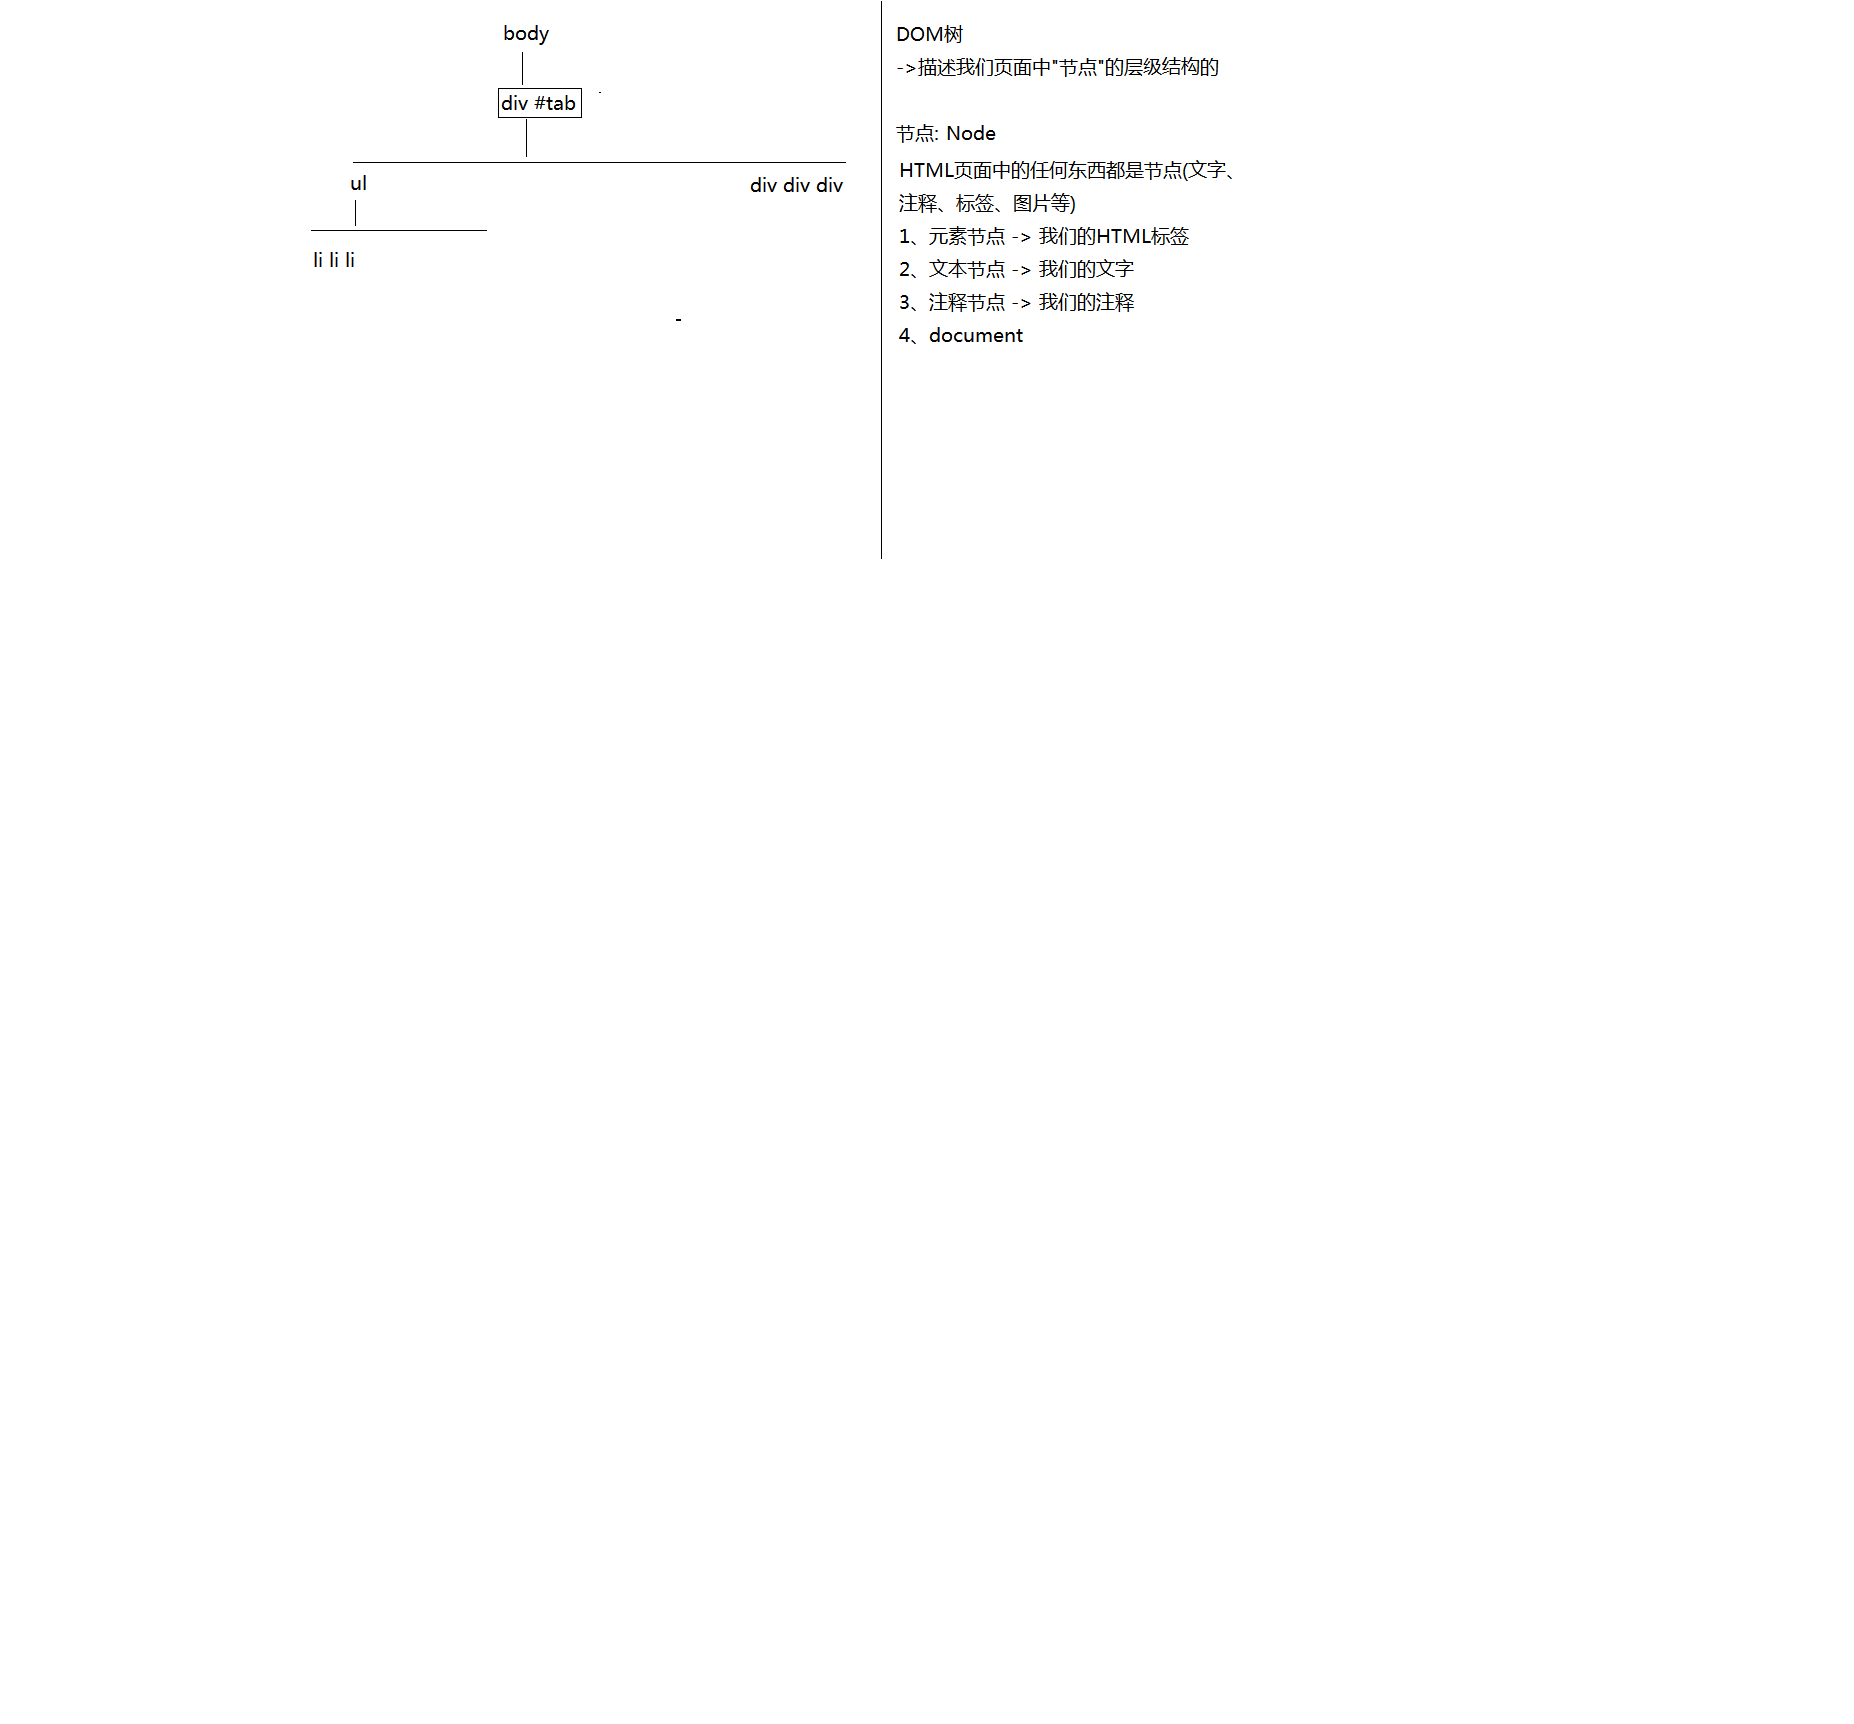 body
div #tab
ul
div div div
li li li
DOM树
->描述我们页面中"节点"的层级结构的
节点: Node
HTML页面中的任何东西都是节点(文字、
注释、标签、图片等)
1、元素节点 -> 我们的HTML标签
2、文本节点 -> 我们的文字
3、注释节点 -> 我们的注释
4、document